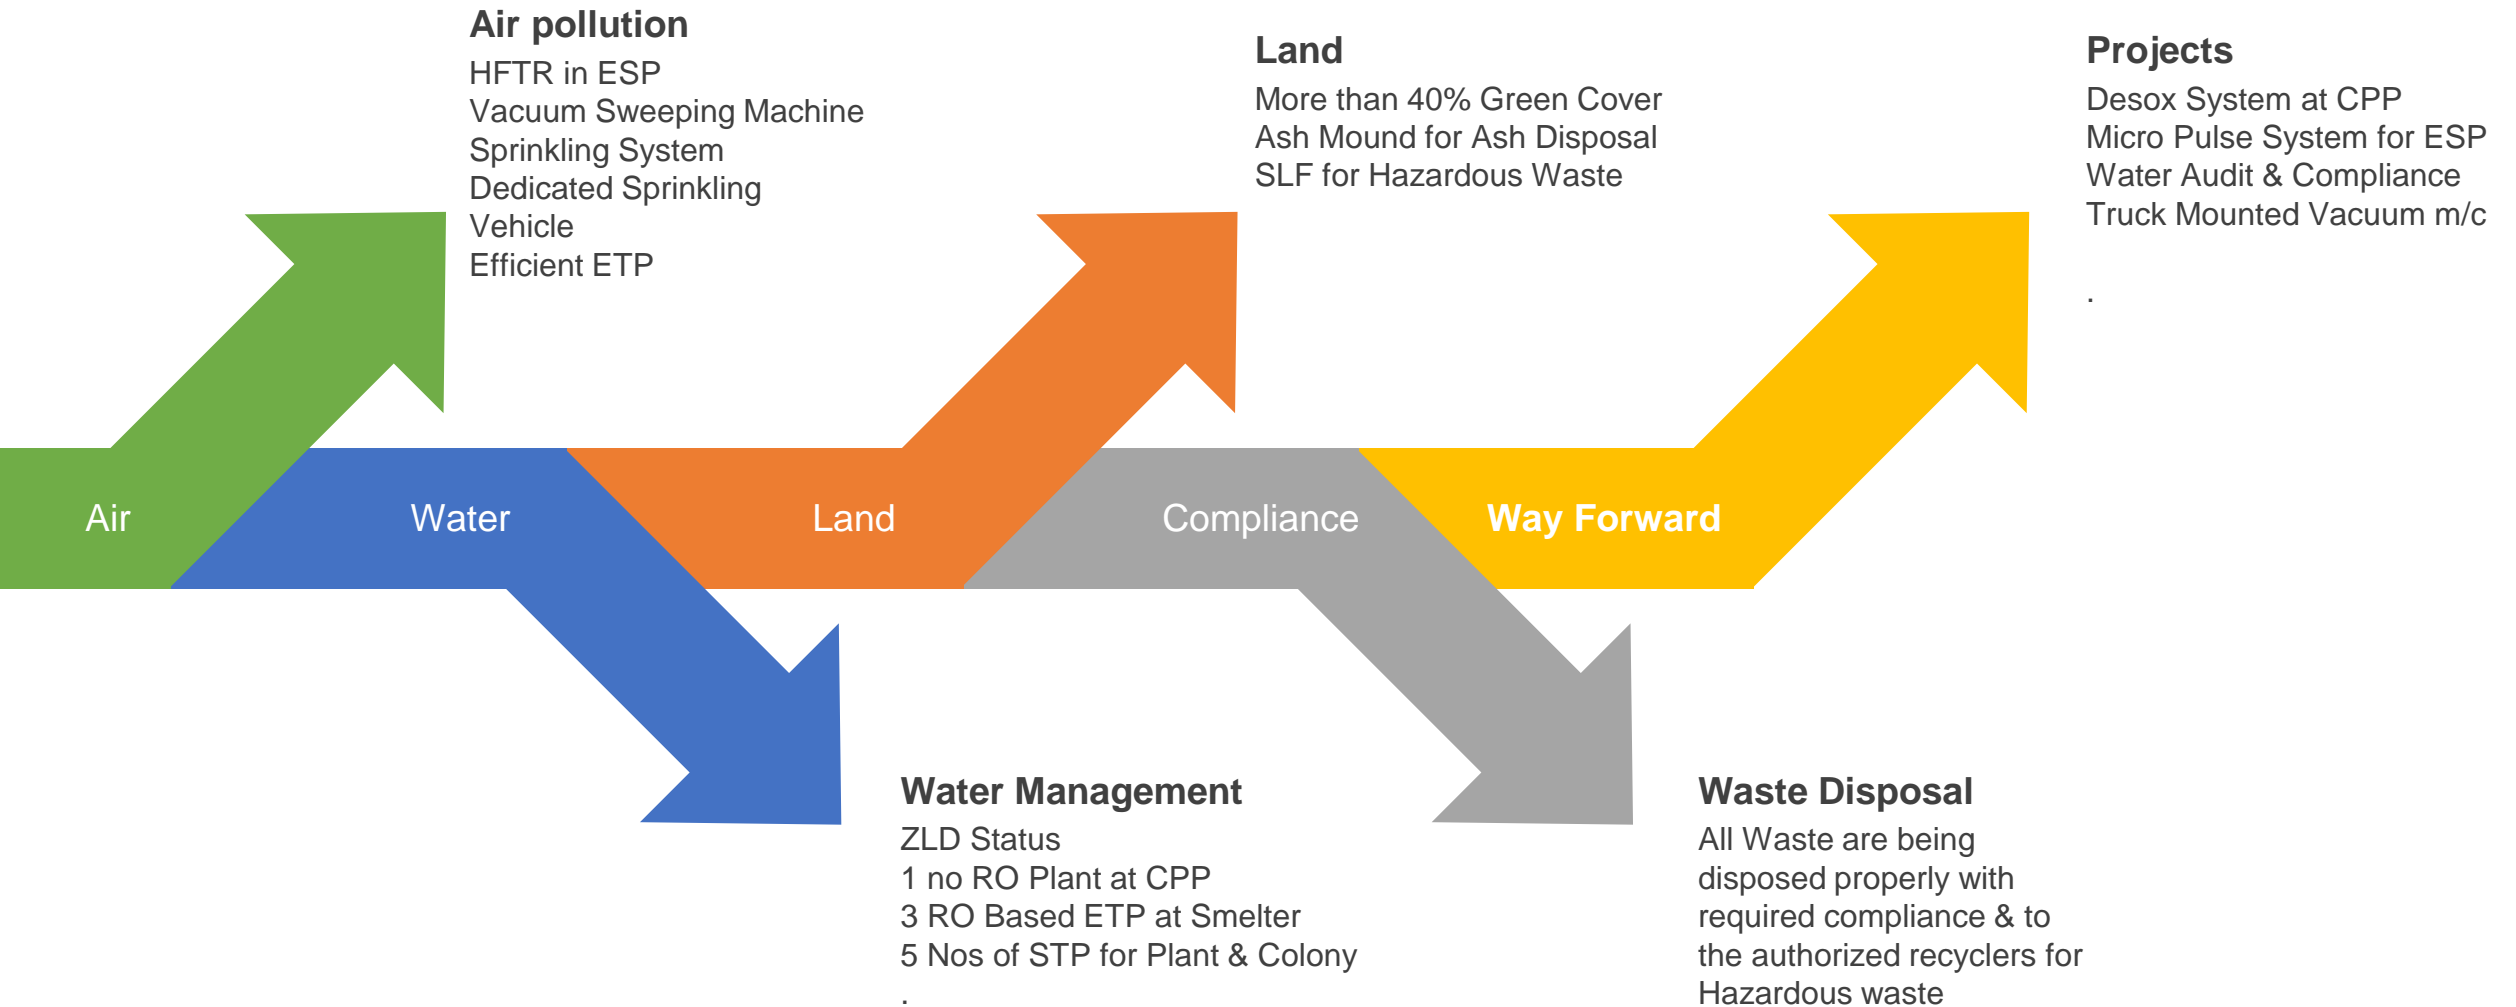 Air pollution
HFTR in ESP
Vacuum Sweeping Machine
Sprinkling System
Dedicated Sprinkling
Vehicle
Efficient ETP
Land
More than 40% Green Cover
Ash Mound for Ash Disposal
SLF for Hazardous Waste
Projects
Desox System at CPP
Micro Pulse System for ESP
Water Audit & Compliance
Truck Mounted Vacuum m/c
.
Air
Water
Land
Compliance
Way Forward
Water Management
ZLD Status
1 no RO Plant at CPP
3 RO Based ETP at Smelter
5 Nos of STP for Plant & Colony
.
Waste Disposal
All Waste are being
disposed properly with
required compliance & to
the authorized recyclers for
Hazardous waste